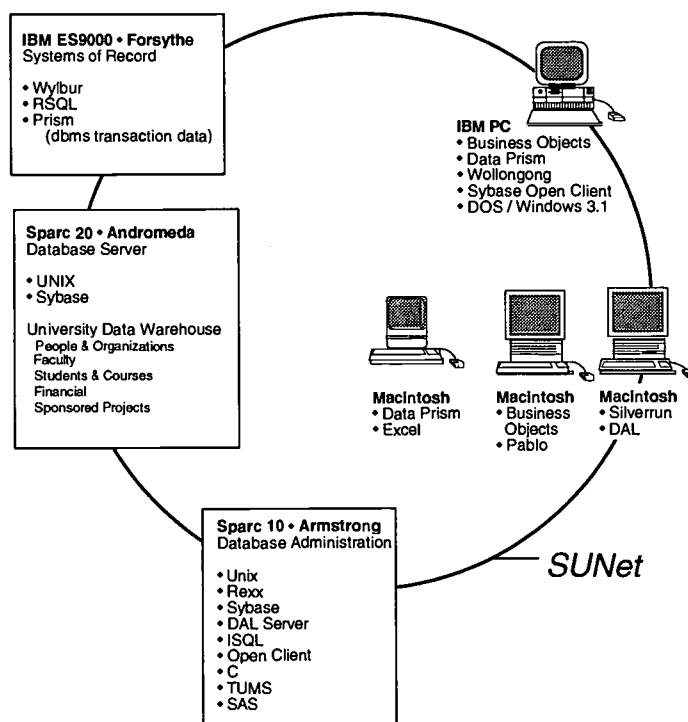 IBM ES9000 • Forsythe
Systems of Record
• Wylbur
• RSQL
• Prism
(dbms transaction data)
IBM PC
• Business Objects
• Data Prism
• Wollongong
• Sybase Open Client
• DOS / Windows 3.1
Sparc 20 • Andromeda
Database Server
• UNIX
• Sybase
University Data Warehouse
People & Organizations
Faculty
Students & Courses
Financial
Sponsored Projects
Macintosh
• Data Prism
• Excel
Macintosh
• Business
Objects
• Pablo
Macintosh
• Silverrun
• DAL
Sparc 10 • Armstrong
Database Administration
• Unix
• Rexx
• Sybase
• DAL Server
• ISQL
• Open Client
• C
• TUMS
• SAS
SUNet